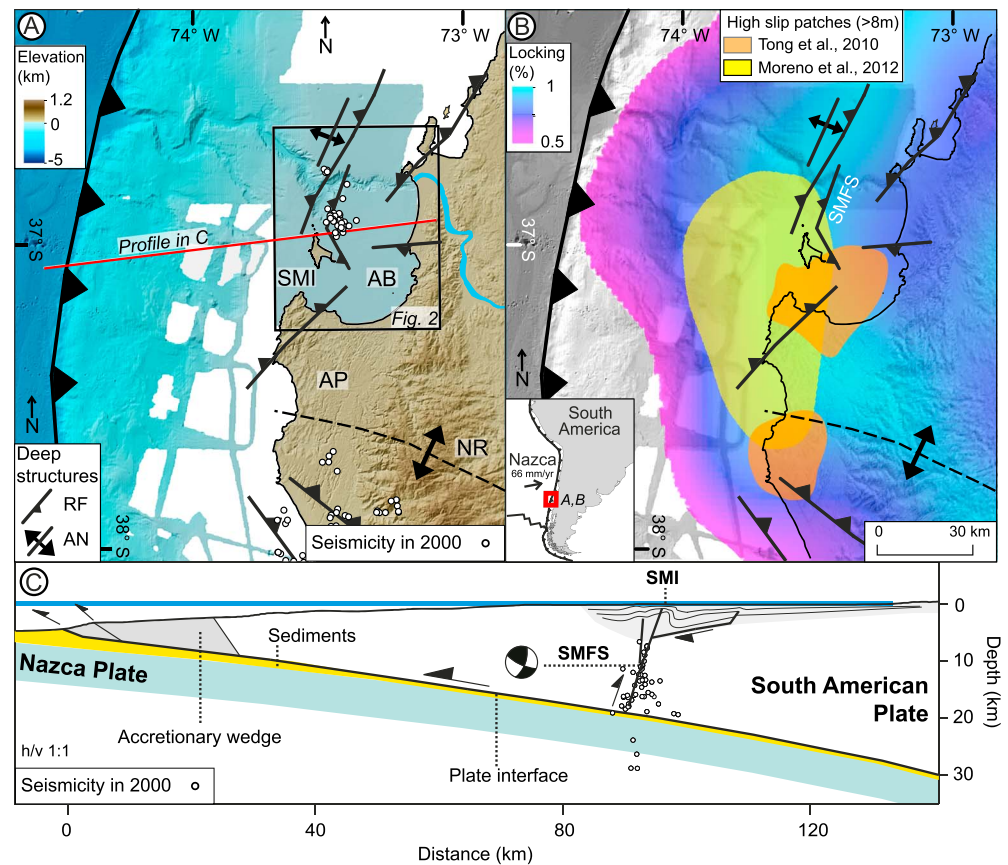 A
74° W
N
73° W
Elevation
(km)
1.2
0
-5
37° S
Profile in C
SMI
AB
Fig. 2
AP
NR
N
Deep
structures
RF
AN
38° S
Seismicity in 2000
B
74° W
73° W
High slip patches (>8m)
Tong et al., 2010
Moreno et al., 2012
Locking
(%)
1
0.5
SMFS
37° S
N
South
America
Nazca
66 mm/yr
A,B
38° S
0
30 km
C
SMI
0
Sediments
SMFS
10
Nazca Plate
South American
Plate
20
Accretionary wedge
h/v 1:1
Plate interface
30
Seismicity in 2000
Depth (km)
0
40
80
120
Distance (km)